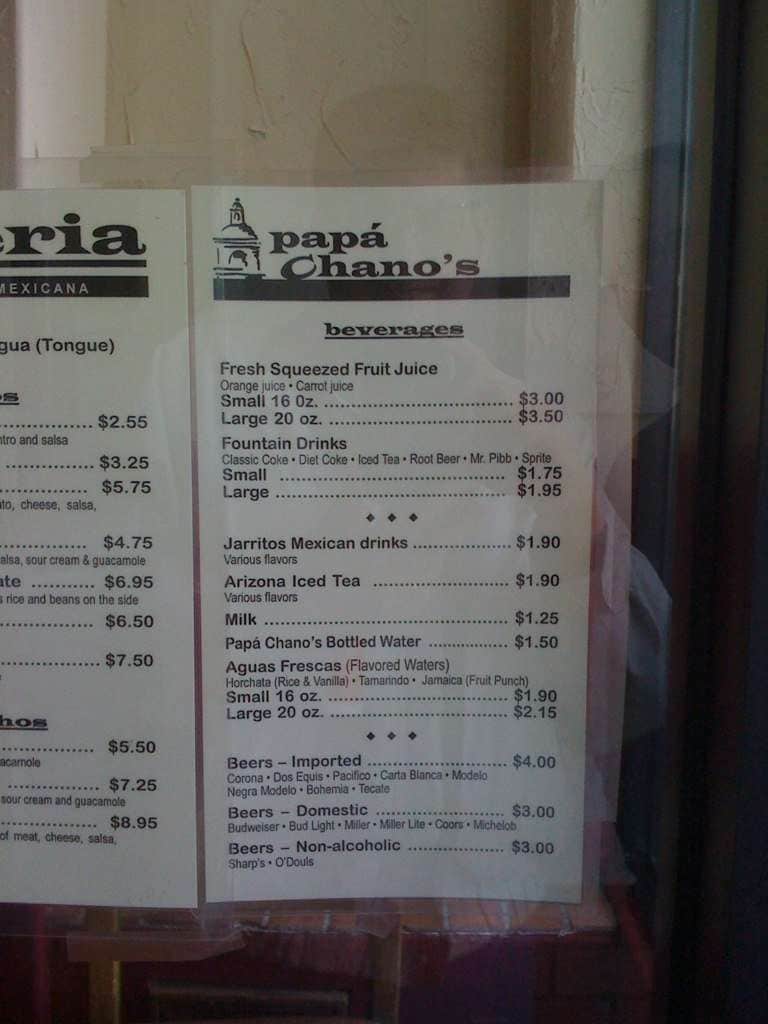 eria
MEXICANA
gua (Tongue)
os
$2.55
ntro and salsa
$3.25
$5.75
ato, cheese, salsa,
$4.75
alsa, sour cream & guacamole
ate $6.95
s rice and beans on the side
$6.50
$7.50
hos
$5.50
acamole
$7.25
sour cream and guacamole
$8.95
of meat, cheese, salsa,
papá
Chano's
beverages
Fresh Squeezed Fruit Juice
Orange juice • Carrot juice
Small 16 0z. $3.00
Large 20 oz. $3.50
Fountain Drinks
Classic Coke • Diet Coke • Iced Tea • Root Beer • Mr. Pibb • Sprite
Small $1.75
Large $1.95
Jarritos Mexican drinks $1.90
Various flavors
Arizona Iced Tea $1.90
Various flavors
Milk $1.25
Papá Chano's Bottled Water $1.50
Aguas Frescas (Flavored Waters)
Horchata (Rice & Vanilla) • Tamarindo • Jamaica (Fruit Punch)
Small 16 oz. $1.90
Large 20 oz. $2.15
Beers – Imported $4.00
Corona • Dos Equis • Pacifico • Carta Blanca • Modelo
Negra Modelo • Bohemia • Tecate
Beers – Domestic $3.00
Budweiser • Bud Light • Miller • Miller Lite • Coors • Michelob
Beers – Non-alcoholic $3.00
Sharp's • O'Douls